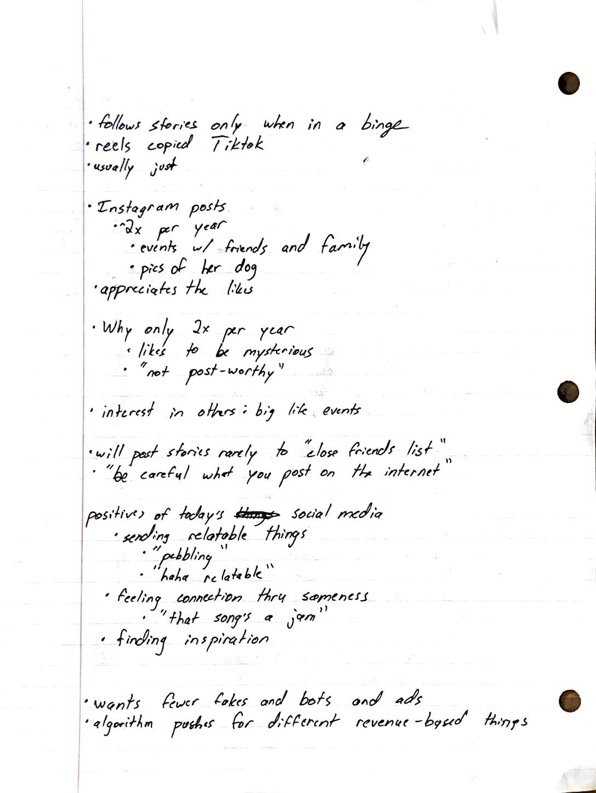 · follows stories only when in a binge
· reels copied Tiktok
· usually just
· Instagram posts
· ~2x per year
· events w/ friends and family
· pics of her dog
· appreciates the likes
· Why only 2x per year
· likes to be mysterious
· "not post-worthy"
· interest in others: big life events
· will post stories rarely to "close friends list"
· "be careful what you post on the internet"
positives of today's things social media
· sending relatable things
· "pebbling"
· "haha relatable"
· feeling connection thru sameness
· "that song's a jam"
· finding inspiration
· wants fewer fakes and bots and ads
· algorithm pushes for different revenue-based things